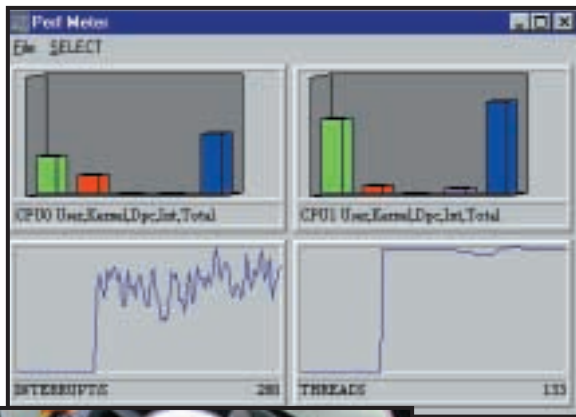 Perf Meter
File SELECT
CPU0 User,Kernel,Dpc,Int,Total
CPU1 User,Kernel,Dpc,Int,Total
INTERRUPTS
THREADS 133